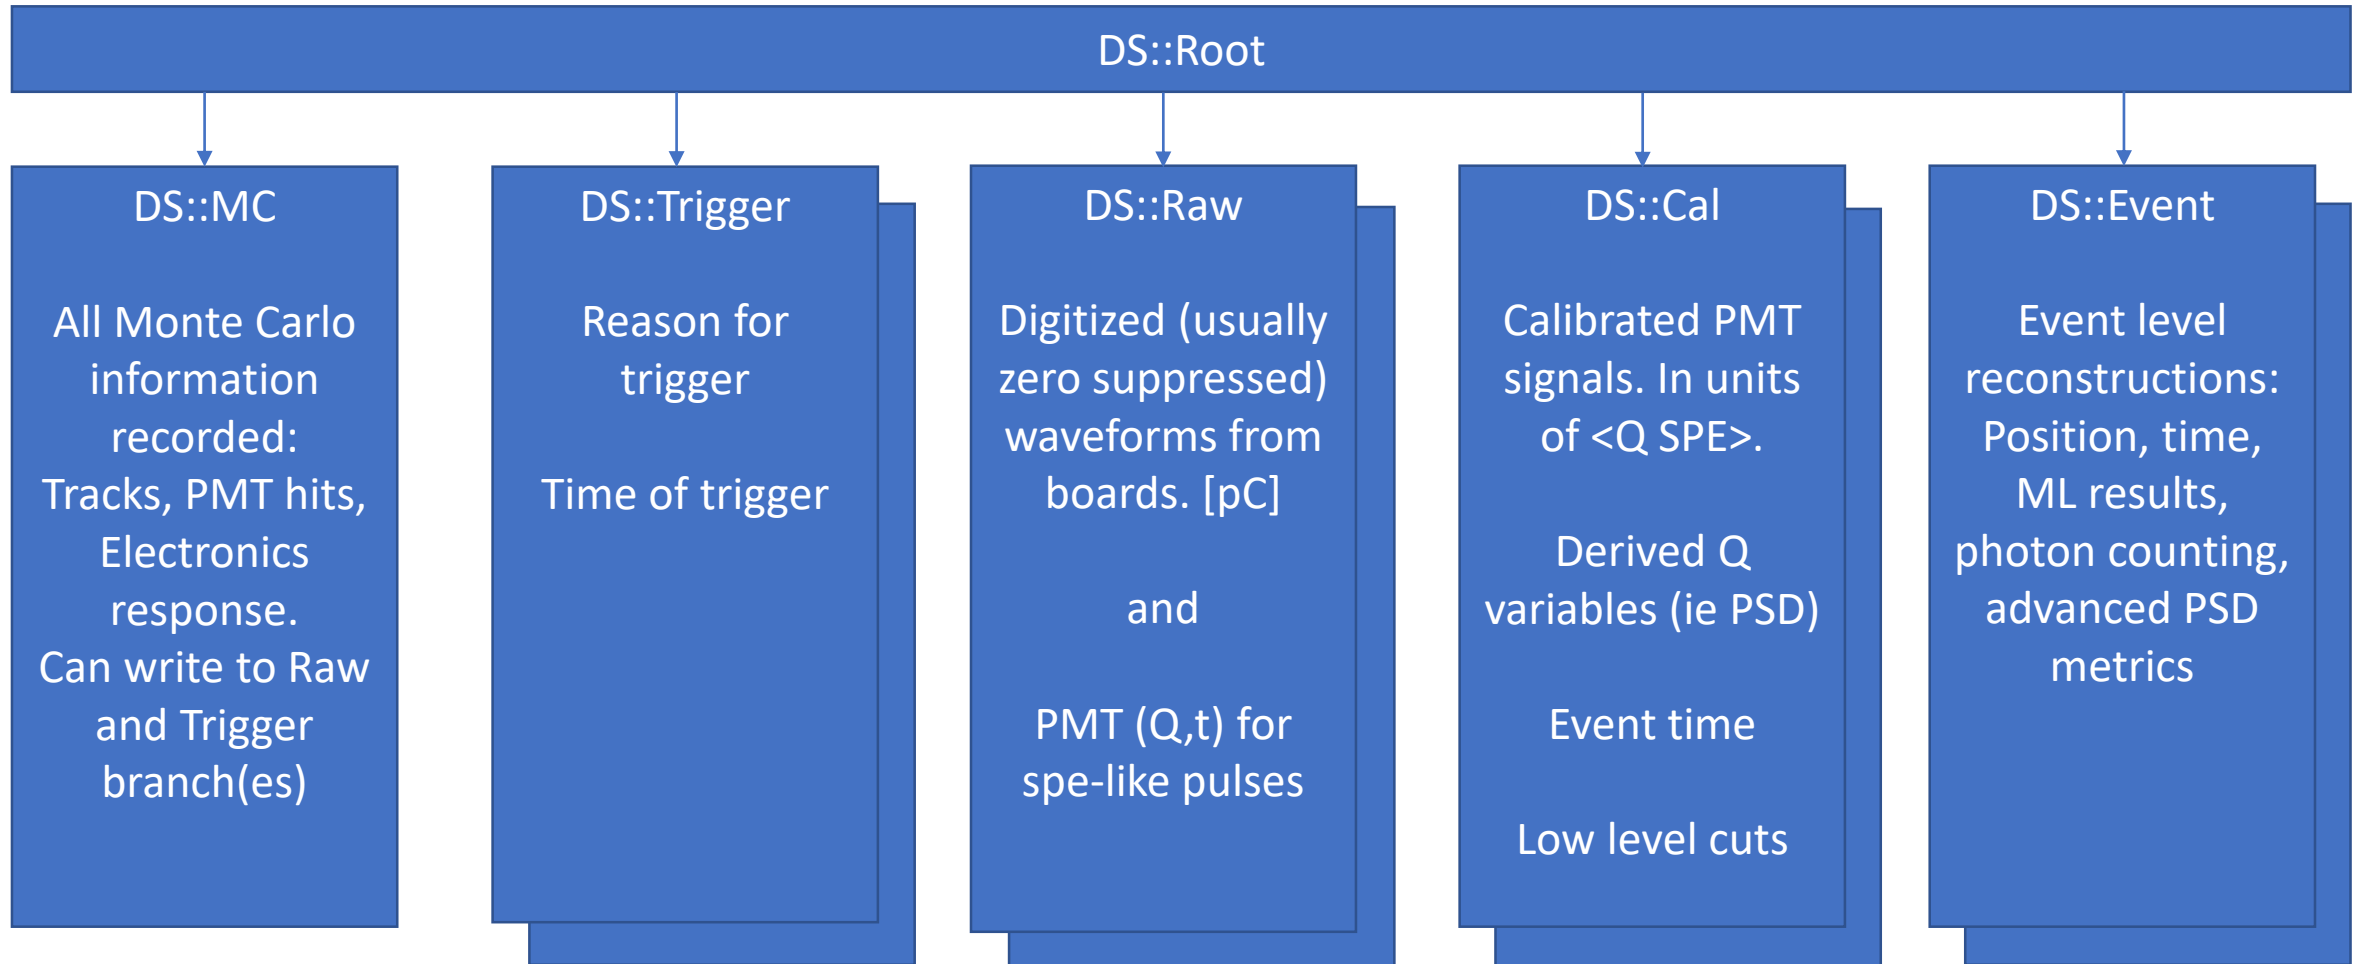 DS::Root
DS::MC
All Monte Carlo
information
recorded:
Tracks, PMT hits,
Electronics
response.
Can write to Raw
and Trigger
branch(es)
DS::Trigger
Reason for
trigger
Time of trigger
DS::Raw
Digitized (usually
zero suppressed)
waveforms from
boards. [pC]
and
PMT (Q,t) for
spe-like pulses
DS::Cal
Calibrated PMT
signals. In units
of <Q SPE>.
Derived Q
variables (ie PSD)
Event time
Low level cuts
DS::Event
Event level
reconstructions:
Position, time,
ML results,
photon counting,
advanced PSD
metrics